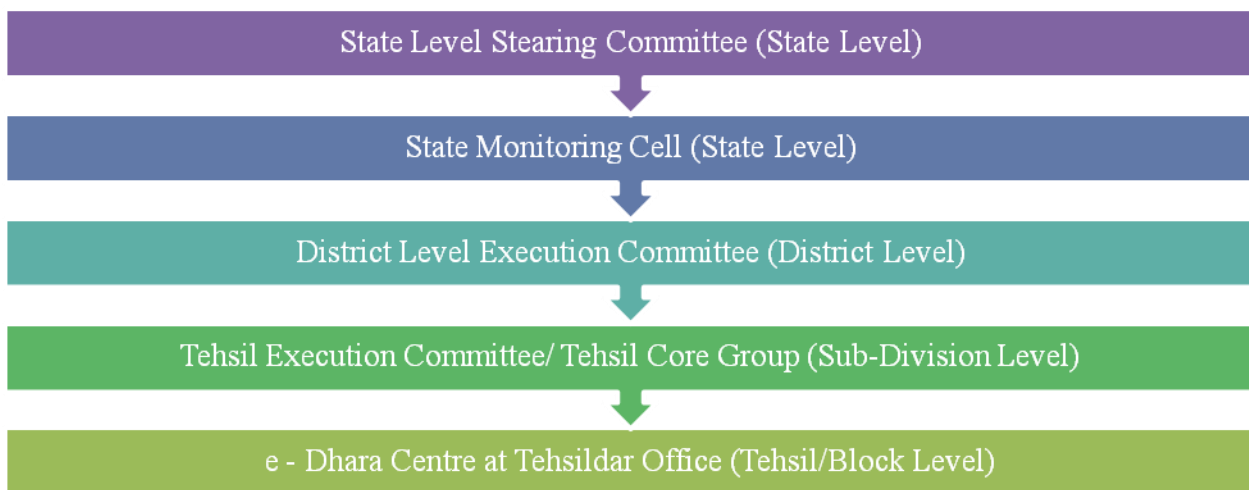 State Level Stearing Committee (State Level)
State Monitoring Cell (State Level)
District Level Execution Committee (District Level)
Tehsil Execution Committee/ Tehsil Core Group (Sub-Division Level)
e - Dhara Centre at Tehsildar Office (Tehsil/Block Level)